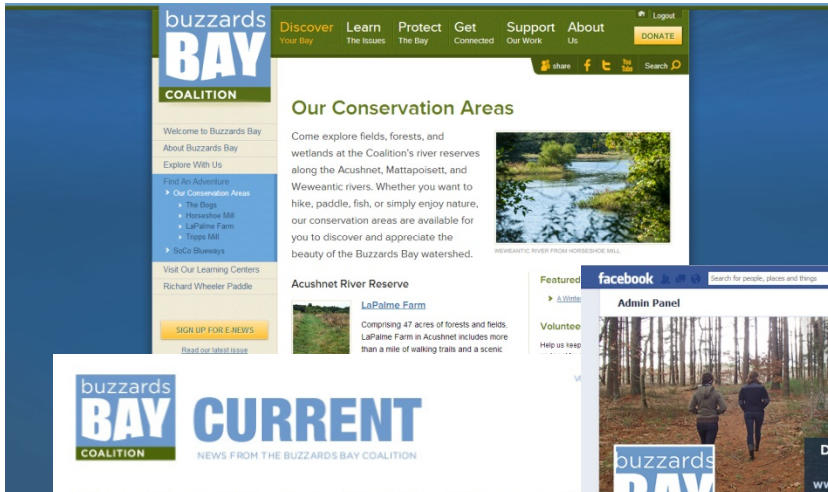 buzzards
BAY
COALITION
Discover
Your Bay
Learn
The Issues
Protect
The Bay
Get
Connected
Support
Our Work
About
Us
Logout
DONATE
share
You
Tube
Search
Welcome to Buzzards Bay
About Buzzards Bay
Explore With Us
Find An Adventure
Our Conservation Areas
The Bogs
Horseshoe Mill
LaPalme Farm
Tripps Mill
SoCo Blueways
Visit Our Learning Centers
Richard Wheeler Paddle
SIGN UP FOR E-NEWS
Read our latest issue
Our Conservation Areas
Come explore fields, forests, and
wetlands at the Coalition's river reserves
along the Acushnet, Mattapoisett, and
Weweantic rivers. Whether you want to
hike, paddle, fish, or simply enjoy nature,
our conservation areas are available for
you to discover and appreciate the
beauty of the Buzzards Bay watershed.
WEWEANTIC RIVER FROM HORSESHOE MILL
Acushnet River Reserve
LaPalme Farm
Comprising 47 acres of forests and fields,
LaPalme Farm in Acushnet includes more
than a mile of walking trails and a scenic
Featured
A Winte
Voluntee
Help us keep
facebook
Search for people, places and things
Admin Panel
buzzards
BAY
D
ww
buzzards
BAY
COALITION
CURRENT
NEWS FROM THE BUZZARDS BAY COALITION